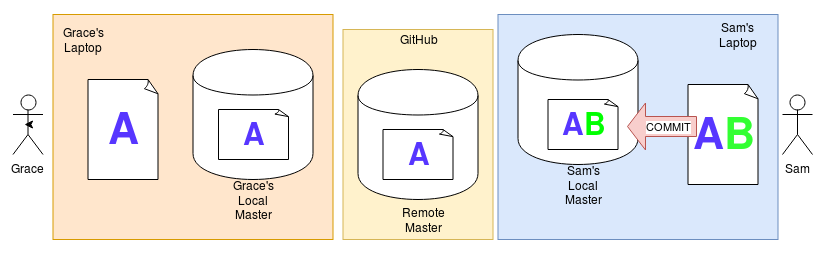 Grace's
Laptop
A
A
Grace's
Local
Master
Grace
GitHub
A
Remote
Master
Sam's
Laptop
AB
COMMIT
AB
Sam's
Local
Master
Sam